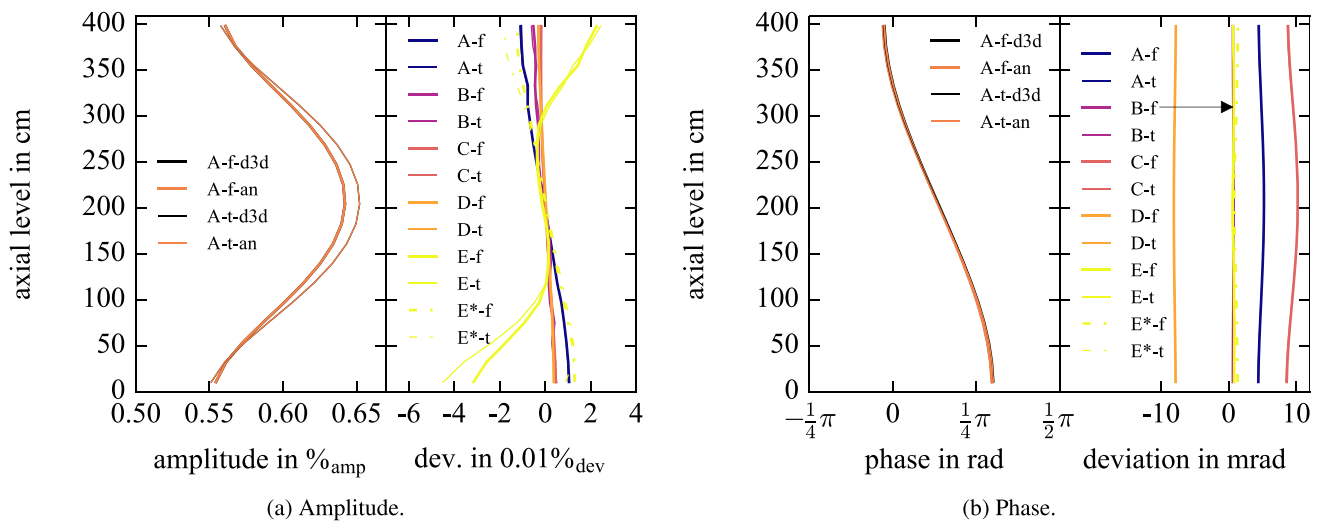 400
350
300
250
200
150
100
50
0
axial level in cm
A-f-d3d
A-f-an
A-t-d3d
A-t-an
0.50 0.55 0.60 0.65
amplitude in %amp
A-f
A-t
B-f
B-t
C-f
C-t
D-f
D-t
E-f
E-t
E*-f
E*-t
-6 -4 -2 0 2 4
dev. in 0.01%dev
(a) Amplitude.
400
350
300
250
200
150
100
50
0
axial level in cm
A-f-d3d
A-f-an
A-t-d3d
A-t-an
−1/4 π 0 1/4 π 1/2 π
phase in rad
A-f
A-t
B-f
B-t
C-f
C-t
D-f
D-t
E-f
E-t
E*-f
E*-t
-10 0 10
deviation in mrad
(b) Phase.